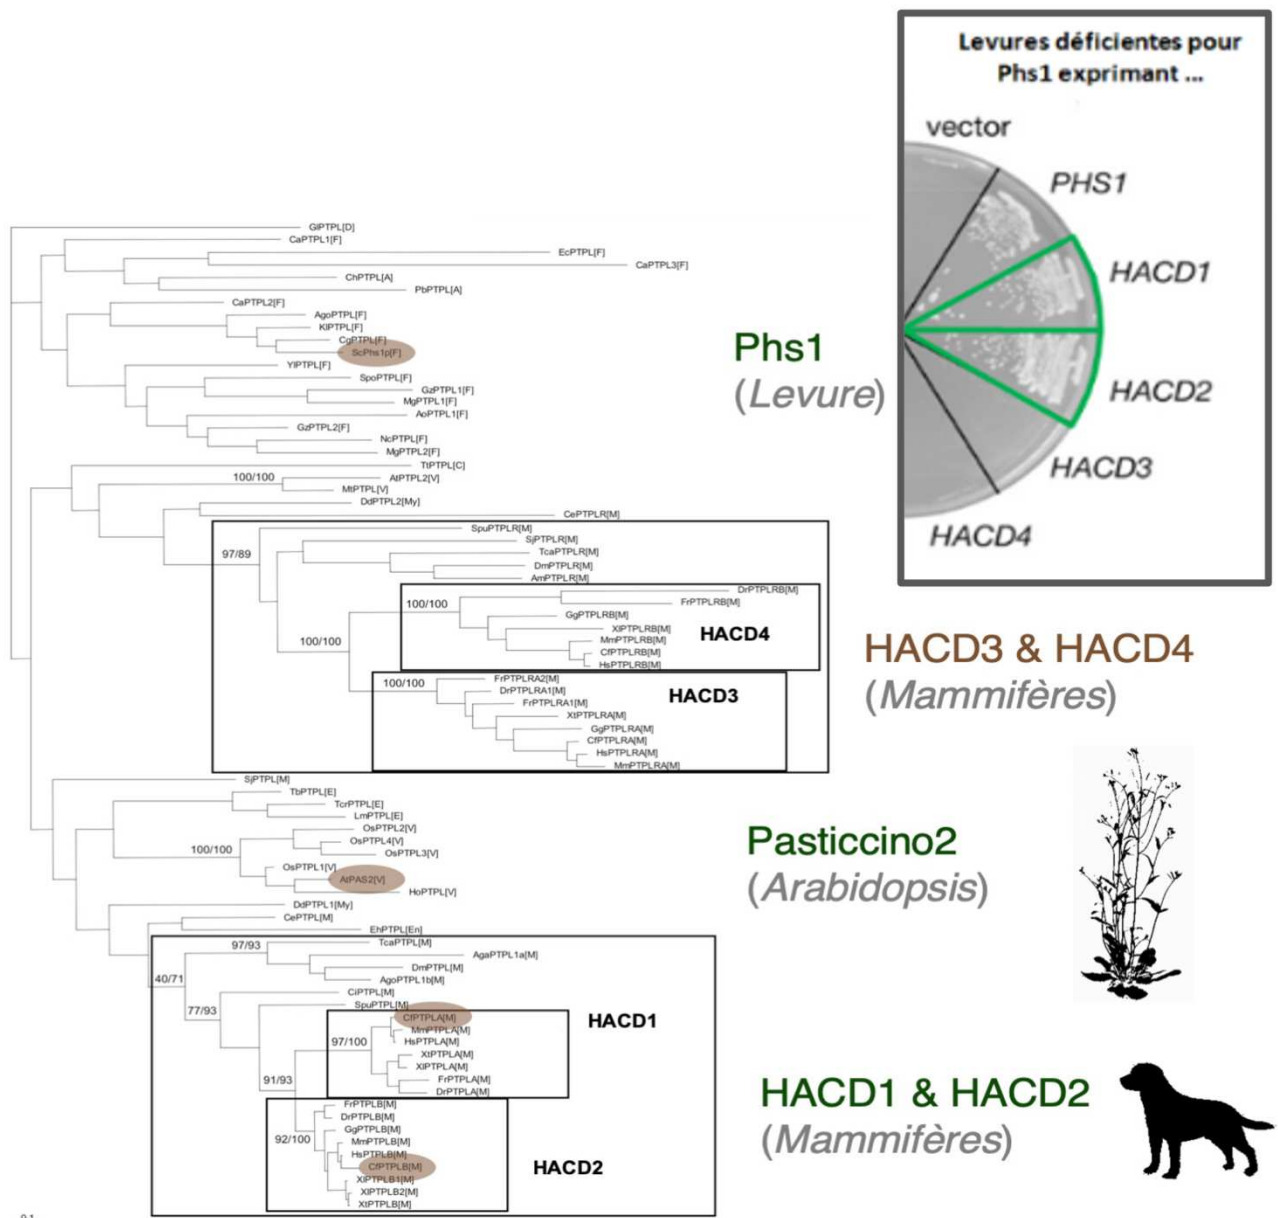 Levures déficientes pour
Phs1 exprimant ...
vector
PHS1
HACD1
HACD2
HACD3
HACD4
GlPTPL[D]
CaPTPL1[F]
EcPTPL[F]
CaPTPL3[F]
ChPTPL[A]
PbPTPL[A]
CaPTPL2[F]
AgoPTPL[F]
KlPTPL[F]
CgPTPL[F]
ScPhs1p[F]
YlPTPL[F]
SpoPTPL[F]
GzPTPL1[F]
MgPTPL1[F]
AoPTPL1[F]
GzPTPL2[F]
NcPTPL[F]
MgPTPL2[F]
Phs1
(Levure)
TtPTPL[C]
100/100
AtPTPL2[V]
MtPTPL[V]
DdPTPL2[My]
CePTPLR[M]
97/89
SpuPTPLR[M]
SjPTPLR[M]
TcaPTPLR[M]
DmPTPLR[M]
AmPTPLR[M]
100/100
DrPTPLRB[M]
FrPTPLRB[M]
GgPTPLRB[M]
XlPTPLRB[M]
MmPTPLRB[M]
CfPTPLRB[M]
HsPTPLRB[M]
HACD4
100/100
100/100
FrPTPLRA2[M]
DrPTPLRA1[M]
FrPTPLRA1[M]
XtPTPLRA[M]
GgPTPLRA[M]
CfPTPLRA[M]
HsPTPLRA[M]
MmPTPLRA[M]
HACD3
HACD3 & HACD4
(Mammifères)
SjPTPL[M]
TbPTPL[E]
TcrPTPL[E]
LmPTPL[E]
100/100
OsPTPL2[V]
OsPTPL4[V]
OsPTPL3[V]
OsPTPL1[V]
AtPAS2[V]
HoPTPL[V]
Pasticcino2
(Arabidopsis)
DdPTPL1[My]
CePTPL[M]
EhPTPL[En]
40/71
97/93
TcaPTPL[M]
AgaPTPL1a[M]
DmPTPL[M]
AgoPTPL1b[M]
77/93
CiPTPL[M]
SpuPTPL[M]
97/100
CfPTPLA[M]
MmPTPLA[M]
HsPTPLA[M]
XtPTPLA[M]
XlPTPLA[M]
FrPTPLA[M]
DrPTPLA[M]
HACD1
91/93
92/100
FrPTPLB[M]
DrPTPLB[M]
GgPTPLB[M]
MmPTPLB[M]
HsPTPLB[M]
CfPTPLB[M]
XlPTPLB1[M]
XlPTPLB2[M]
XtPTPLB[M]
HACD2
HACD1 & HACD2
(Mammifères)